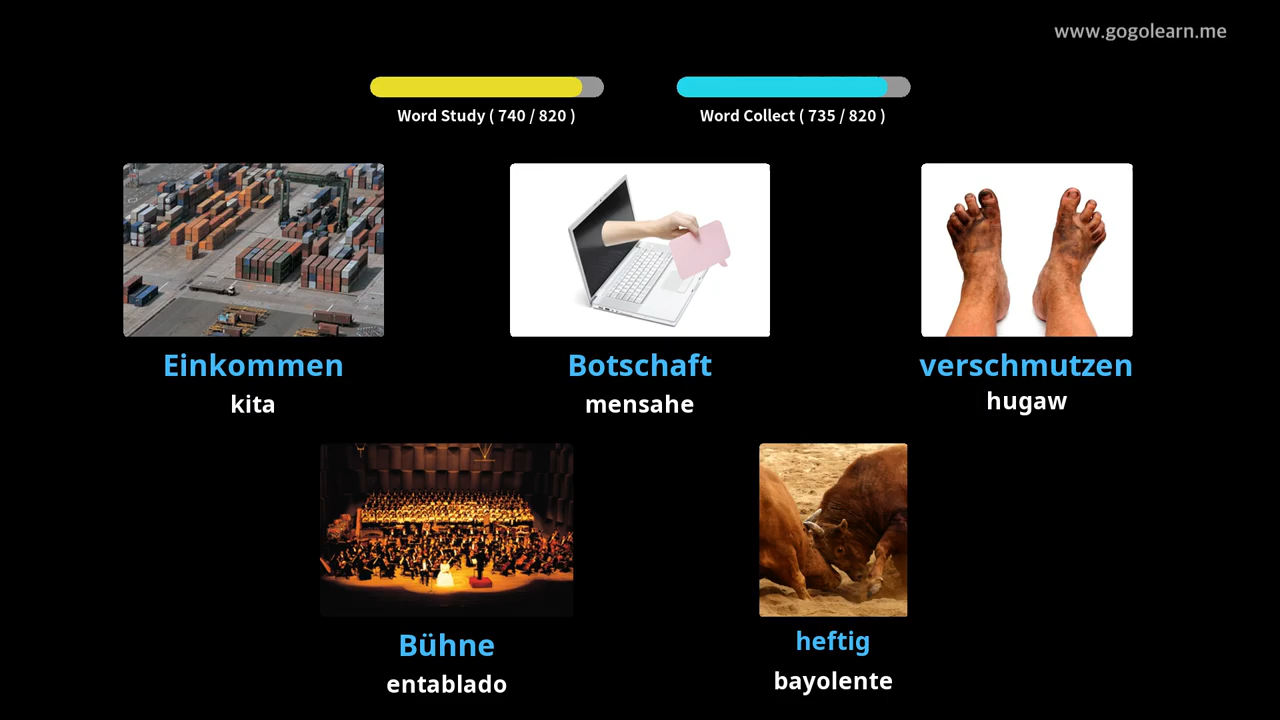 www.gogolearn.me
Word Study ( 740 / 820 )
Word Collect ( 735 / 820 )
Einkommen
kita
Botschaft
mensahe
verschmutzen
hugaw
Bühne
entablado
heftig
bayolente